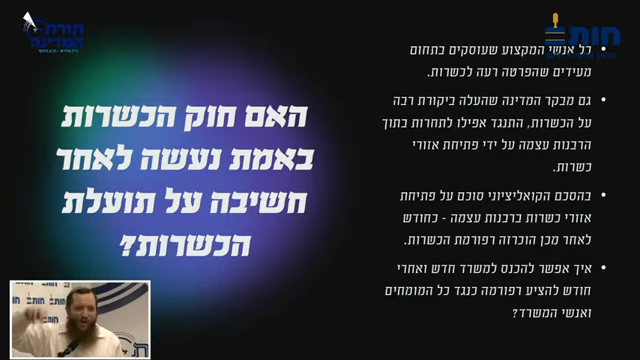 תורת
המדינה
חותם
האם חוק הכשרות
באמת נעשה לאחר
חשיבה על תועלת
הכשרות?
• כל אנשי המקצוע שעוסקים בתחום
מעידים שהפרטה רעה לכשרות.
• גם מבקר המדינה שהעלה ביקורת רבה
על הכשרות, התנגד אפילו לתחרות בתוך
הרבנות עצמה על ידי פתיחת אזורי
כשרות.
• בהסכם הקואליציוני סוכם על פתיחת
אזורי כשרות ברבנות עצמה - כחודש
לאחר מכן הוכרזה רפורמת הכשרות.
• איך אפשר להכנס למשרד חדש ואחרי
חודש להציע רפורמה כנגד כל המומחים
ואנשי המשרד?